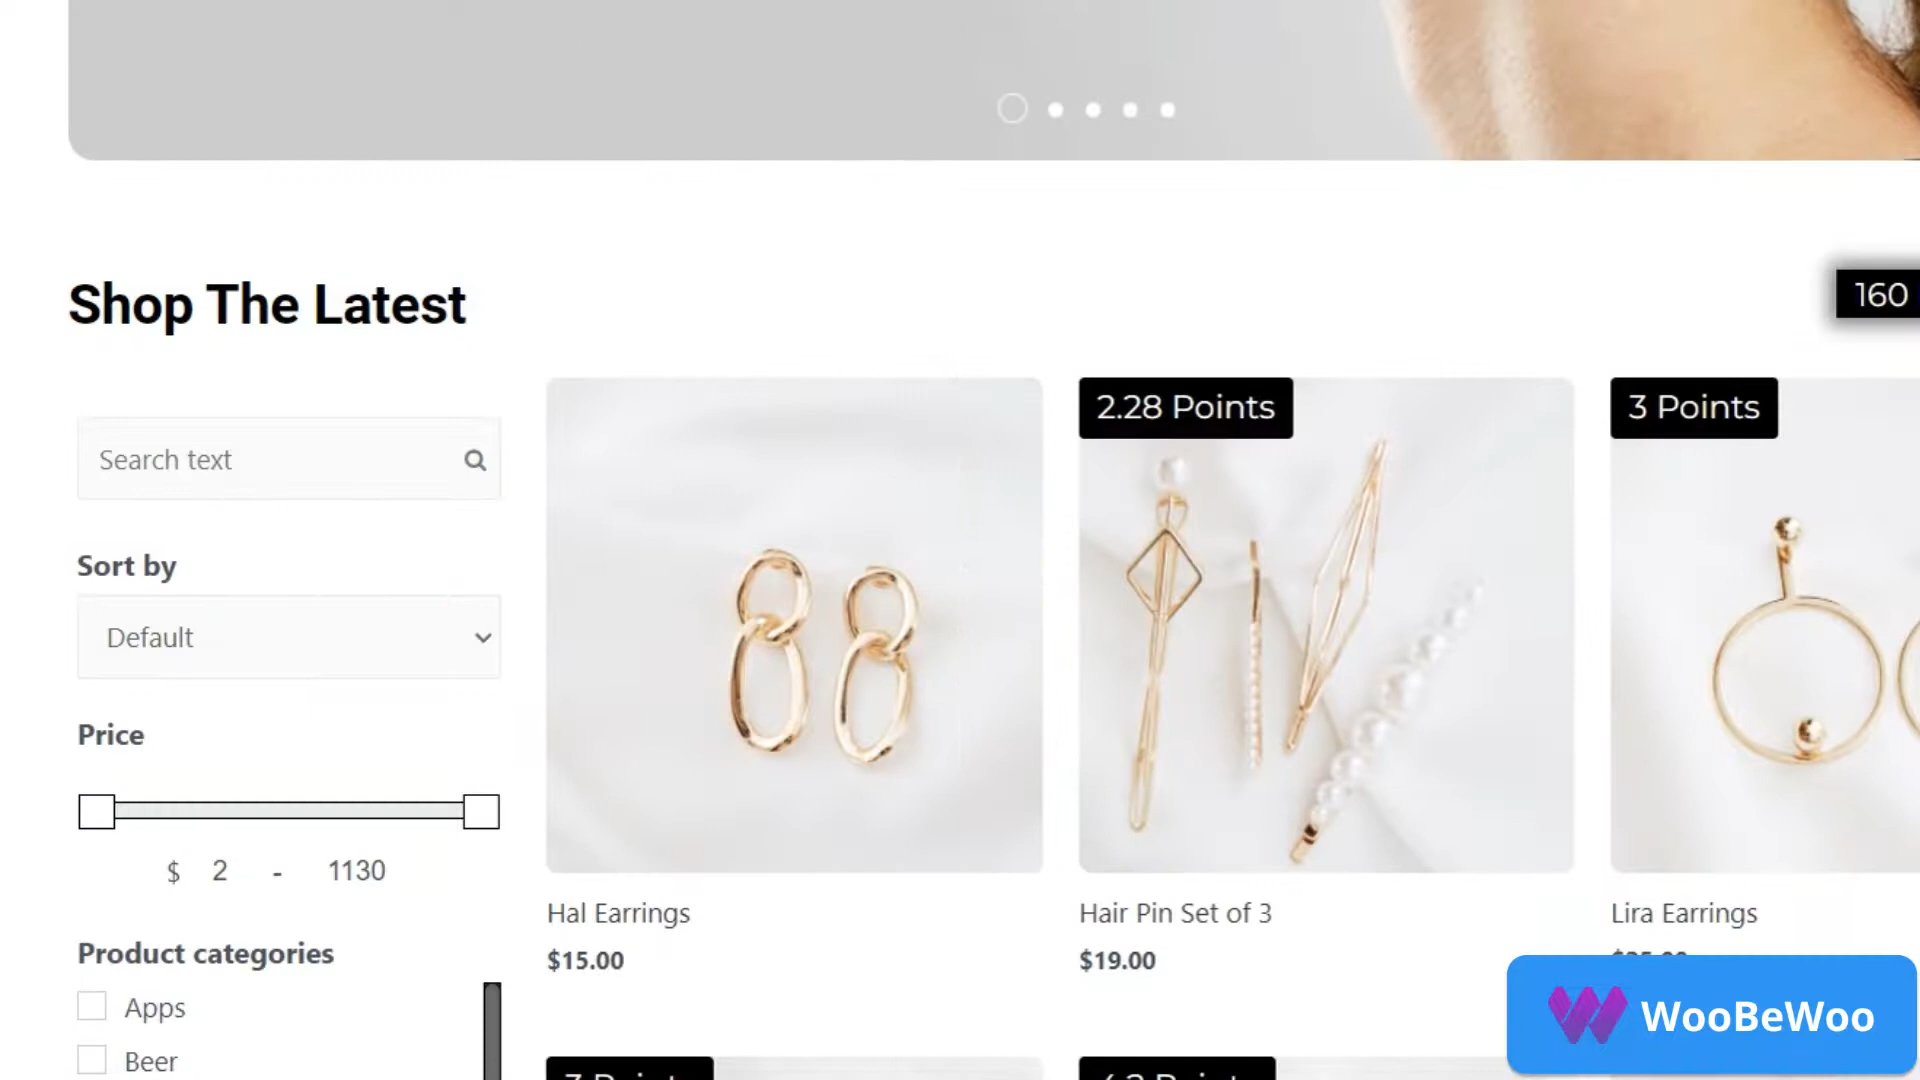 Shop The Latest
160
Search text
Sort by
Default
Price
$ 2 - 1130
Product categories
Apps
Beer
2.28 Points
3 Points
Hal Earrings
$15.00
Hair Pin Set of 3
$19.00
Lira Earrings
WooBeWoo